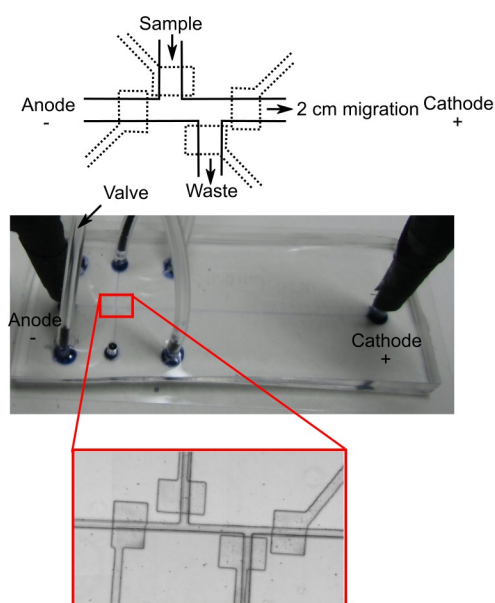 Sample
Anode
-
2 cm migration
Cathode
+
Waste
Valve
Anode
-
Cathode
+